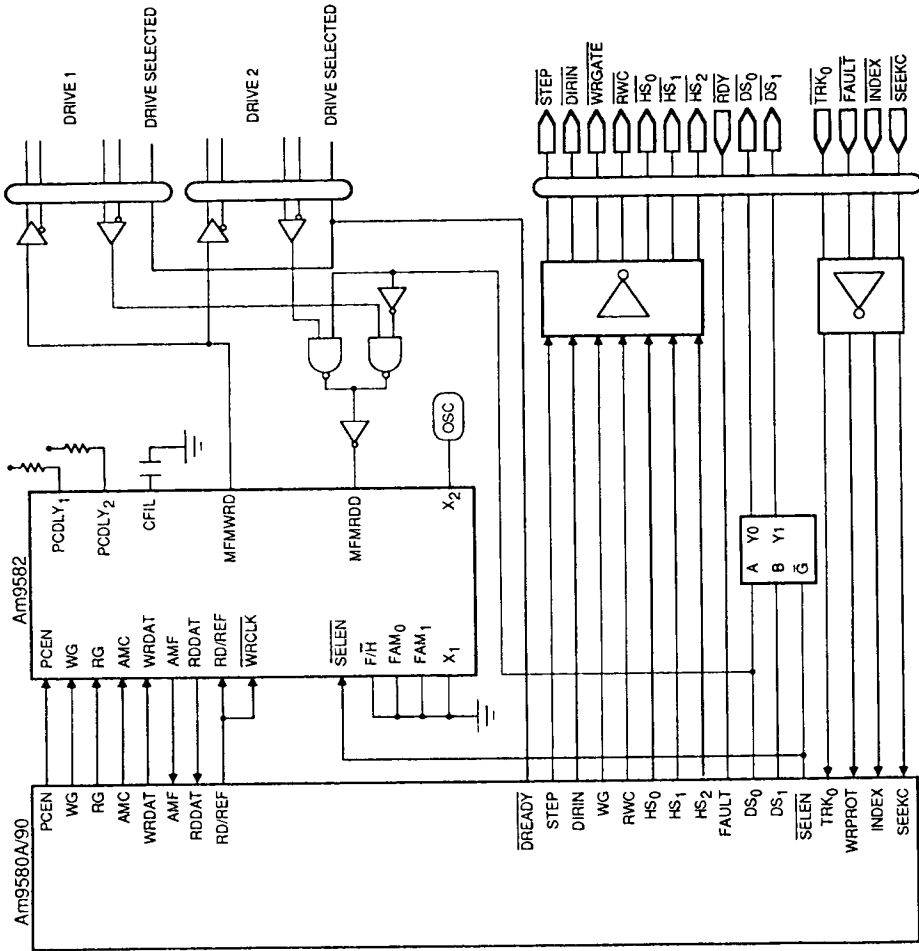 Am9580A/90
PCEN
WG
RG
AMC
WRDAT
AMF
RDDAT
RD/REF
DREADY
STEP
DIRIN
WG
RWC
HS0
HS1
HS2
FAULT
DS0
DS1
SELEN
TRK0
WRPROT
INDEX
SEEKC
Am9582
PCEN
WG
RG
AMC
WRDAT
AMF
RDDAT
RD/REF
WRCLK
SELEN
F/H
FAM0
FAM1
X1
PCDLY1
PCDLY2
CFIL
MFMWRD
MFMRDD
X2
OSC
A Y0
B Y1
G
DRIVE 1
DRIVE SELECTED
DRIVE 2
DRIVE SELECTED
STEP
DIRIN
WRGATE
RWC
HS0
HS1
HS2
RDY
DS0
DS1
TRK0
FAULT
INDEX
SEEKC